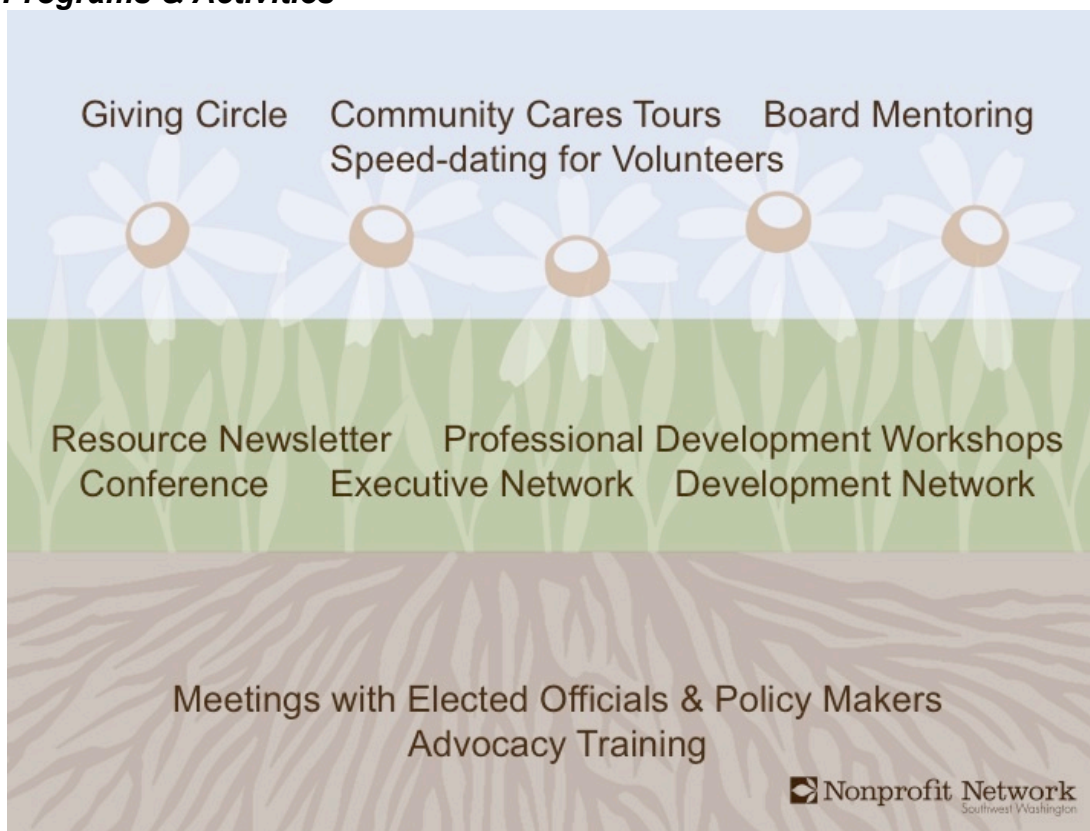 Programs & Activities
Giving Circle Community Cares Tours Board Mentoring
Speed-dating for Volunteers
Resource Newsletter Professional Development Workshops
Conference Executive Network Development Network
Meetings with Elected Officials & Policy Makers
Advocacy Training
Nonprofit Network
Southwest Washington